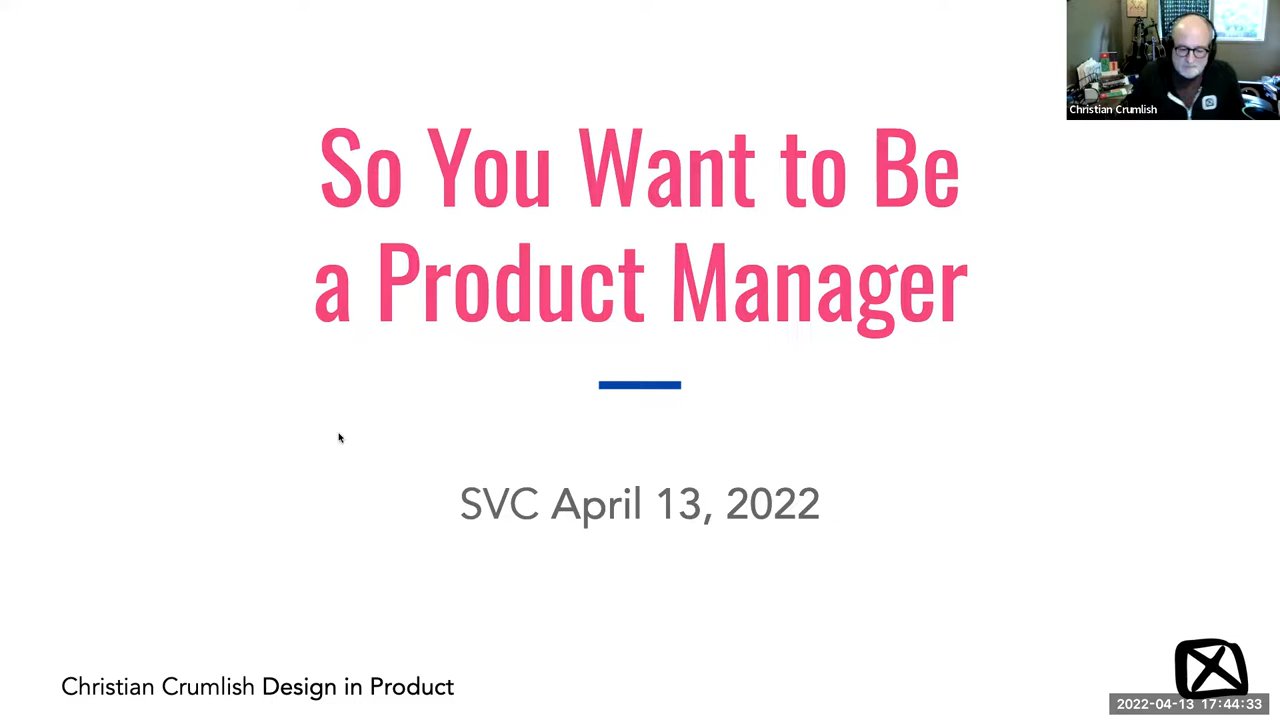 Christian Crumlish
So You Want to Be
a Product Manager
SVC April 13, 2022
Christian Crumlish Design in Product
2022-04-13 17:44:33